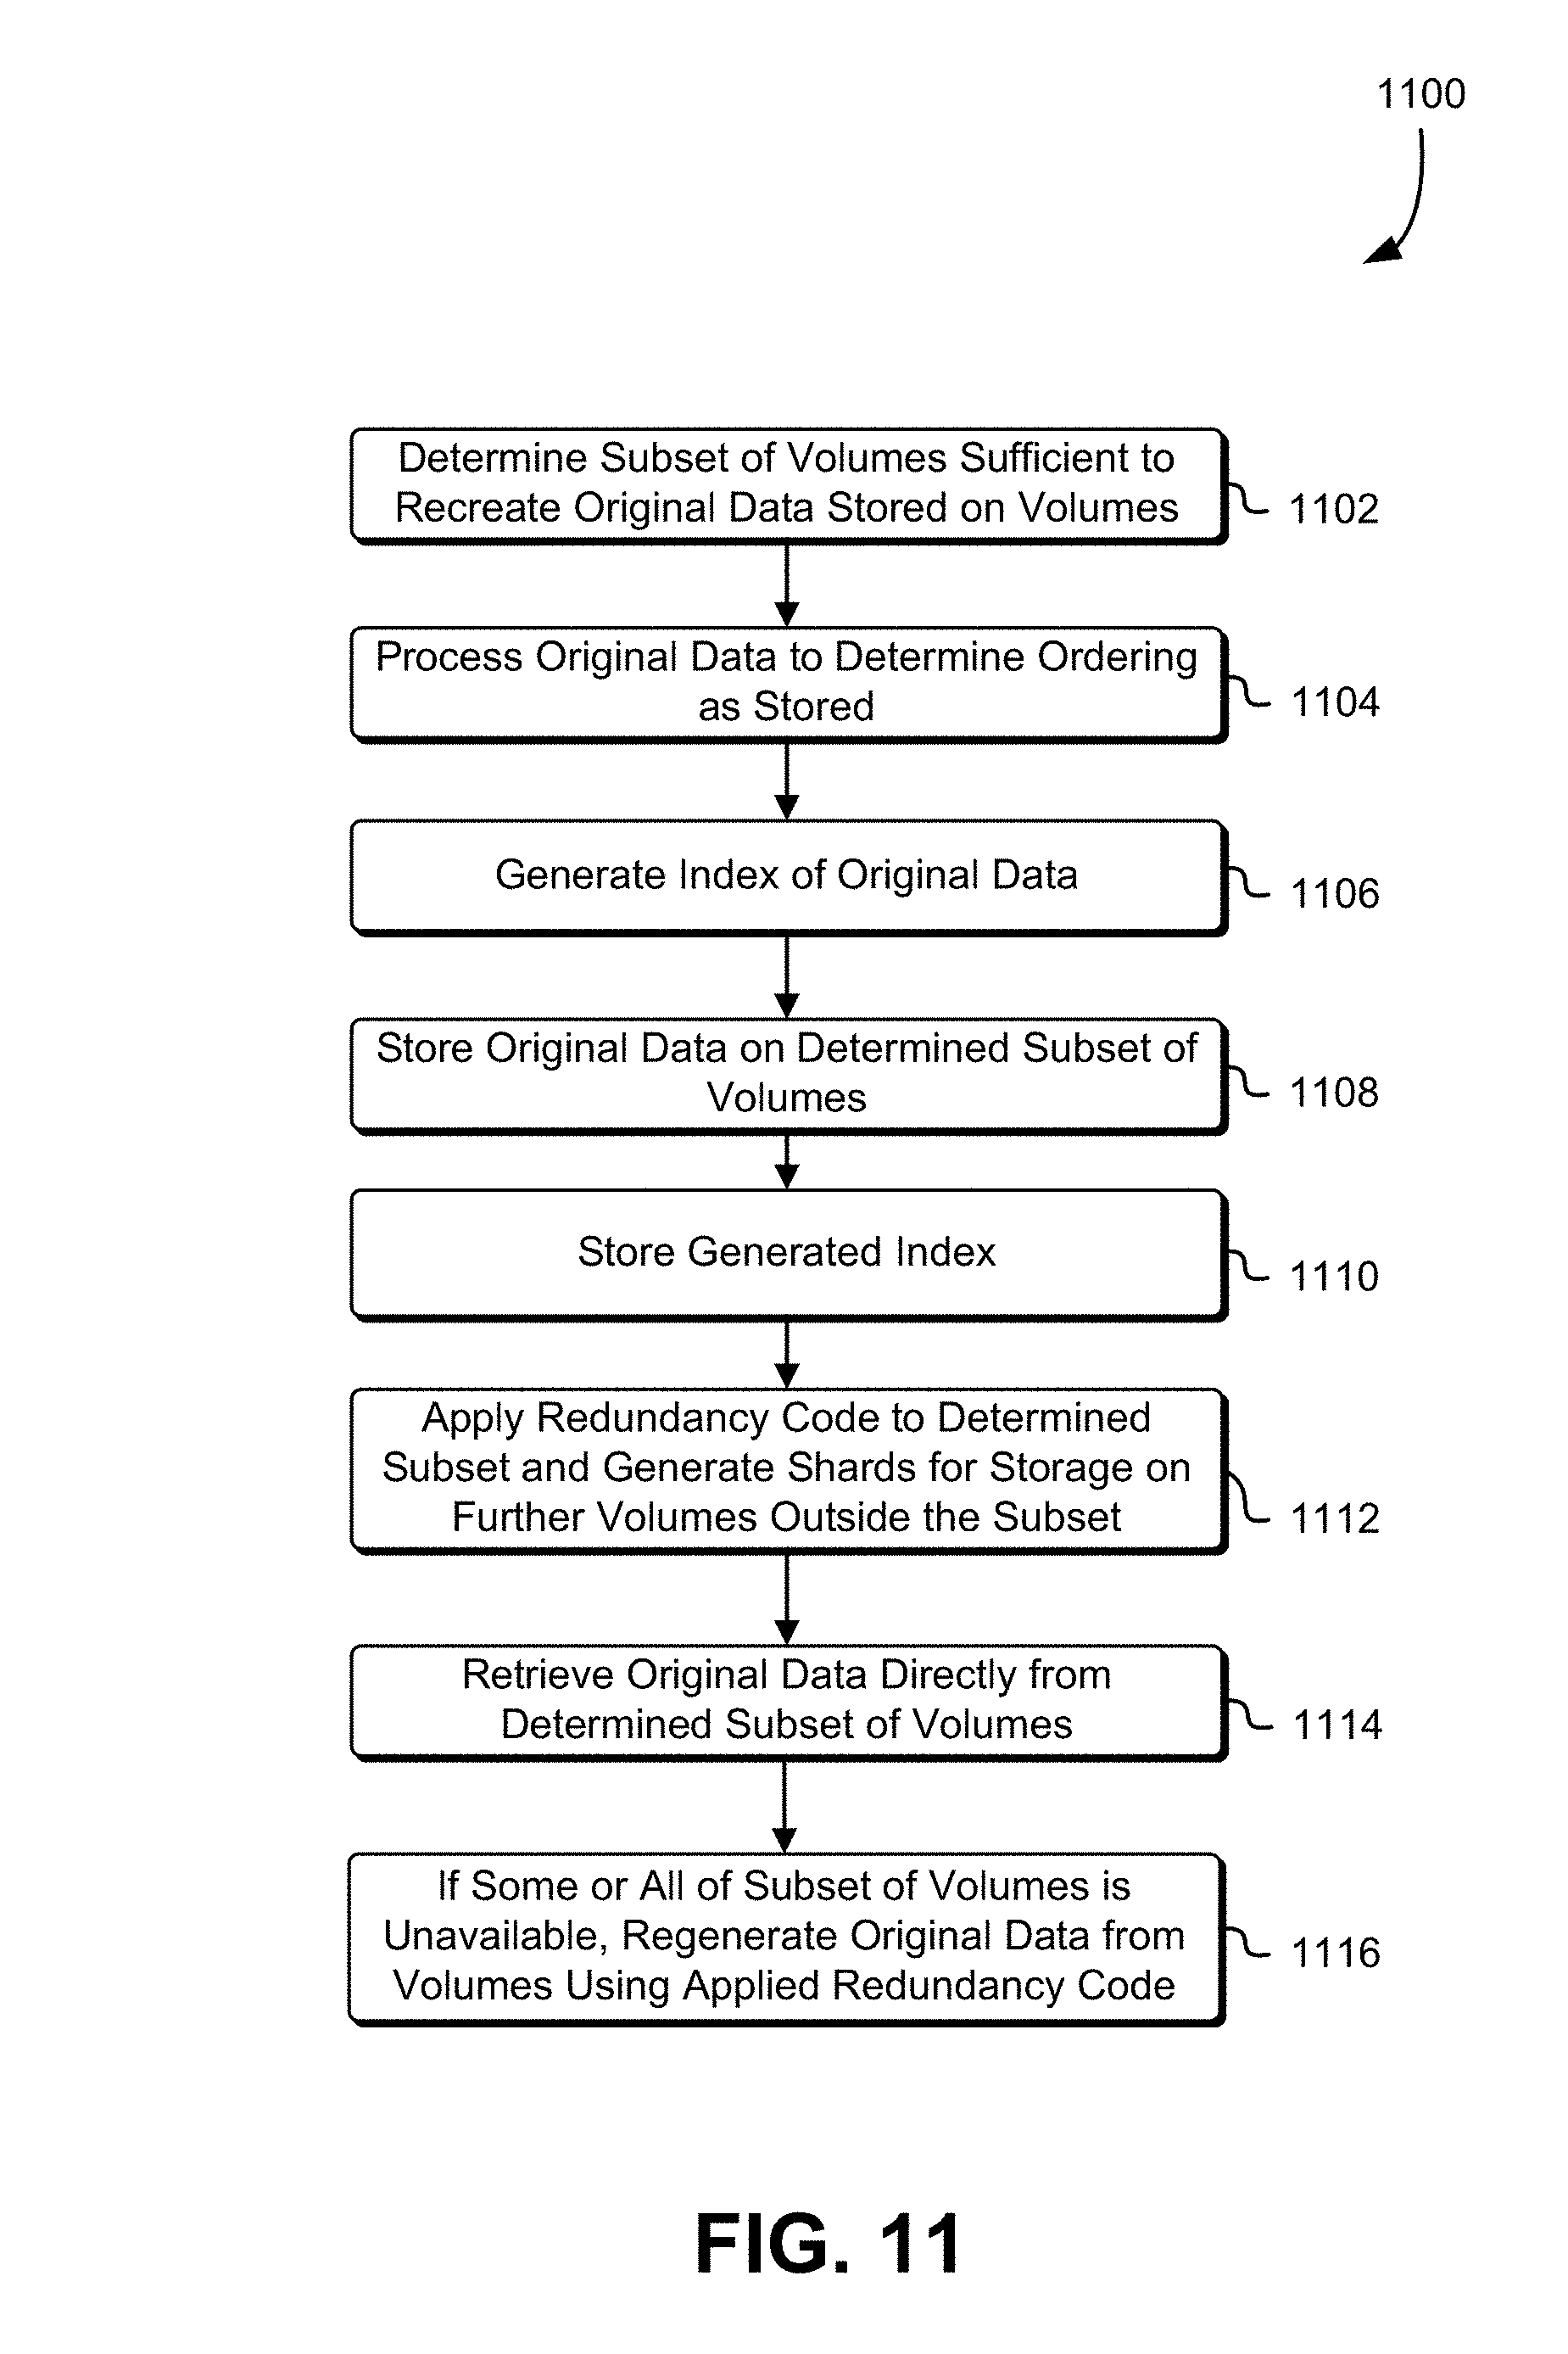 1100
Determine Subset of Volumes Sufficient to
Recreate Original Data Stored on Volumes
1102
Process Original Data to Determine Ordering
as Stored
1104
Generate Index of Original Data
1106
Store Original Data on Determined Subset of
Volumes
1108
Store Generated Index
1110
Apply Redundancy Code to Determined
Subset and Generate Shards for Storage on
Further Volumes Outside the Subset
1112
Retrieve Original Data Directly from
Determined Subset of Volumes
1114
If Some or All of Subset of Volumes is
Unavailable, Regenerate Original Data from
Volumes Using Applied Redundancy Code
1116
FIG. 11